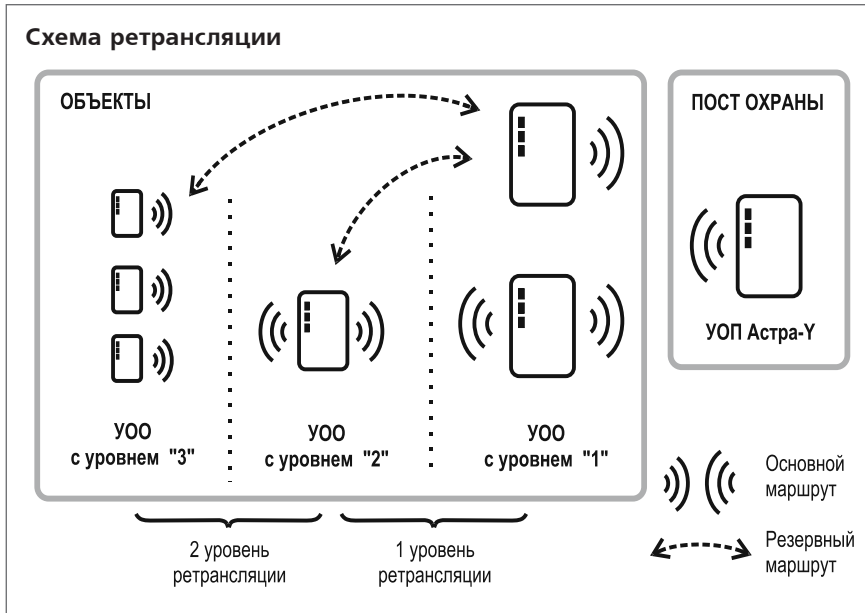 Схема ретрансляции
ОБЪЕКТЫ
ПОСТ ОХРАНЫ
УОП Астра-Y
УОО
с уровнем "3"
УОО
с уровнем "2"
УОО
с уровнем "1"
2 уровень
ретрансляции
1 уровень
ретрансляции
Основной
маршрут
Резервный
маршрут